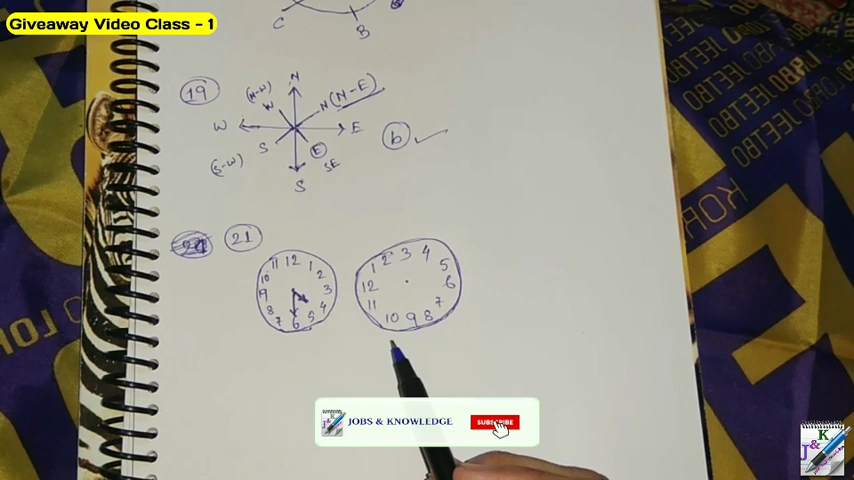 Giveaway Video Class - 1
C
B
19
N
(N-W)
W
N (N-E)
W
E
S
E
(S-W)
SE
S
b
21
11 12 1
10 2
9 3
8 4
7 6 5
1 2 3 4 5
12 6
11 7
10 9 8
JOBS & KNOWLEDGE
SUBSCRIBE
J&K